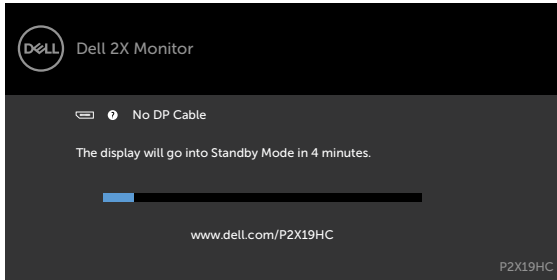 DELL
Dell 2X Monitor
? No DP Cable
The display will go into Standby Mode in 4 minutes.
www.dell.com/P2X19HC
P2X19HC